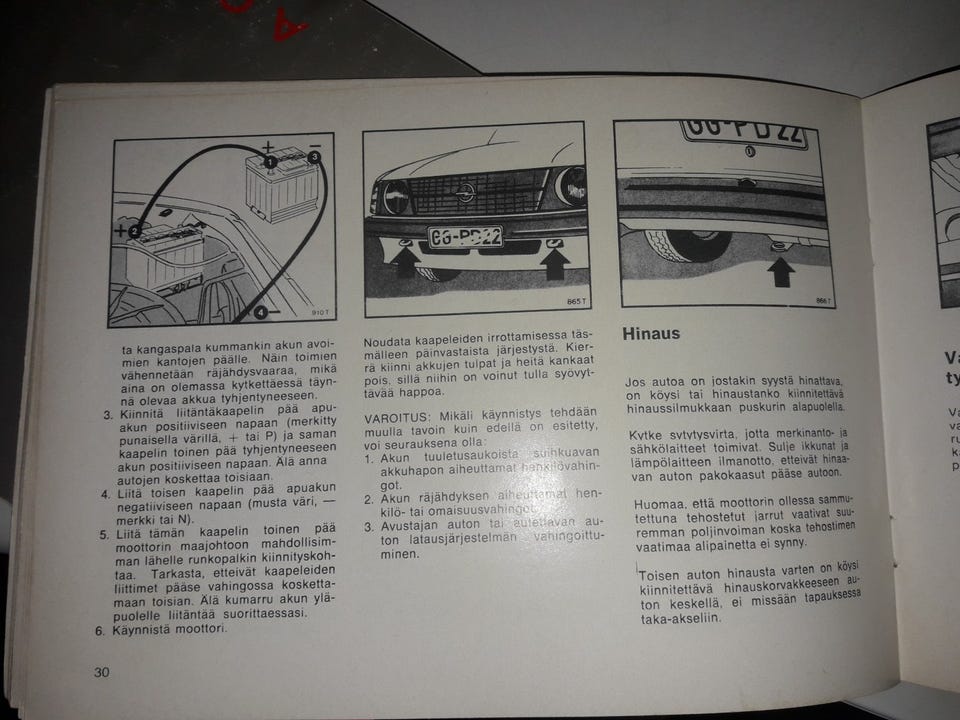 +
1
−
3
+
2
4
−
910 T
GG-PD22
865 T
GG-PD22
866 T
ta kangaspala kummankin akun avoi-
mien kantojen päälle. Näin toimien
vähennetään räjähdysvaaraa, mikä
aina on olemassa kytkettäessä täyn-
nä olevaa akkua tyhjentyneeseen.
3. Kiinnitä liitäntäkaapelin pää apu-
akun positiiviseen napaan (merkitty
punaisella värillä, + tai P) ja saman
kaapelin toinen pää tyhjentyneeseen
akun positiiviseen napaan. Älä anna
autojen koskettaa toisiaan.
4. Liitä toisen kaapelin pää apuakun
negatiiviseen napaan (musta väri, —
merkki tai N).
5. Liitä tämän kaapelin toinen pää
moottorin maajohtoon mahdollisim-
man lähelle runkopalkin kiinnityskoh-
taa. Tarkasta, etteivät kaapeleiden
liittimet pääse vahingossa kosketta-
maan toisian. Älä kumarru akun ylä-
puolelle liitäntää suorittaessasi.
6. Käynnistä moottori.
30
Noudata kaapeleiden irrottamisessa täs-
mälleen päinvastaista järjestystä. Kier-
rä kiinni akkujen tulpat ja heitä kankaat
pois, sillä niihin on voinut tulla syövyt-
tävää happoa.
VAROITUS: Mikäli käynnistys tehdään
muulla tavoin kuin edellä on esitetty,
voi seurauksena olla:
1. Akun tuuletusaukoista suihkuavan
akkuhapon aiheuttamat henkilövahin-
got.
2. Akun räjähdyksen aiheuttamat hen-
kilö- tai omaisuusvahingot.
3. Avustajan auton tai autettavan au-
ton latausjärjestelmän vahingoittu-
minen.
Hinaus
Jos autoa on jostakin syystä hinattava,
on köysi tai hinaustanko kiinnitettävä
hinaussilmukkaan puskurin alapuolella.
Kytke sytytysvirta, jotta merkinanto- ja
sähkölaitteet toimivat. Sulje ikkunat ja
lämpölaitteen ilmanotto, etteivät hinaa-
van auton pakokaasut pääse autoon.
Huomaa, että moottorin ollessa sammu-
tettuna tehostetut jarrut vaativat suu-
remman poljinvoiman koska tehostimen
vaatimaa alipainetta ei synny.
Toisen auton hinausta varten on köysi
kiinnitettävä hinauskorvakkeeseen au-
ton keskellä, ei missään tapauksessa
taka-akseliin.